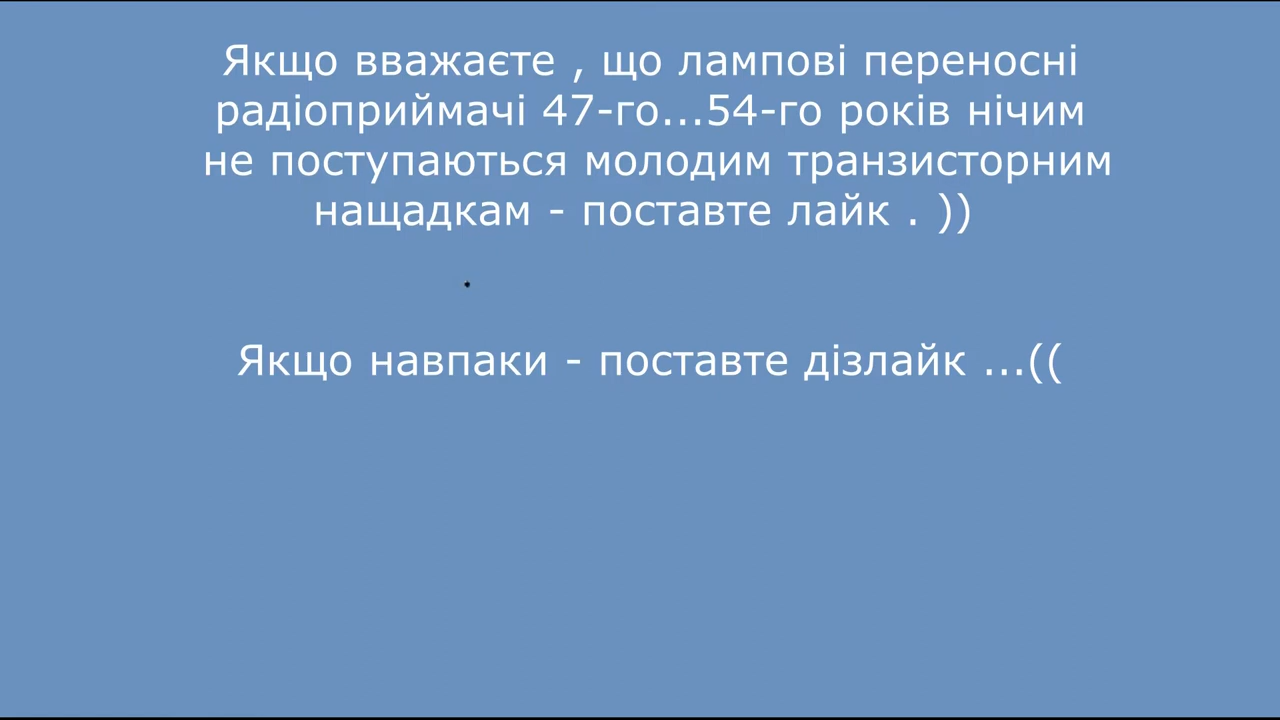 Якщо вважаєте , що лампові переносні
радіоприймачі 47-го...54-го років нічим
не поступаються молодим транзисторним
нащадкам - поставте лайк . ))
Якщо навпаки - поставте дізлайк ...((